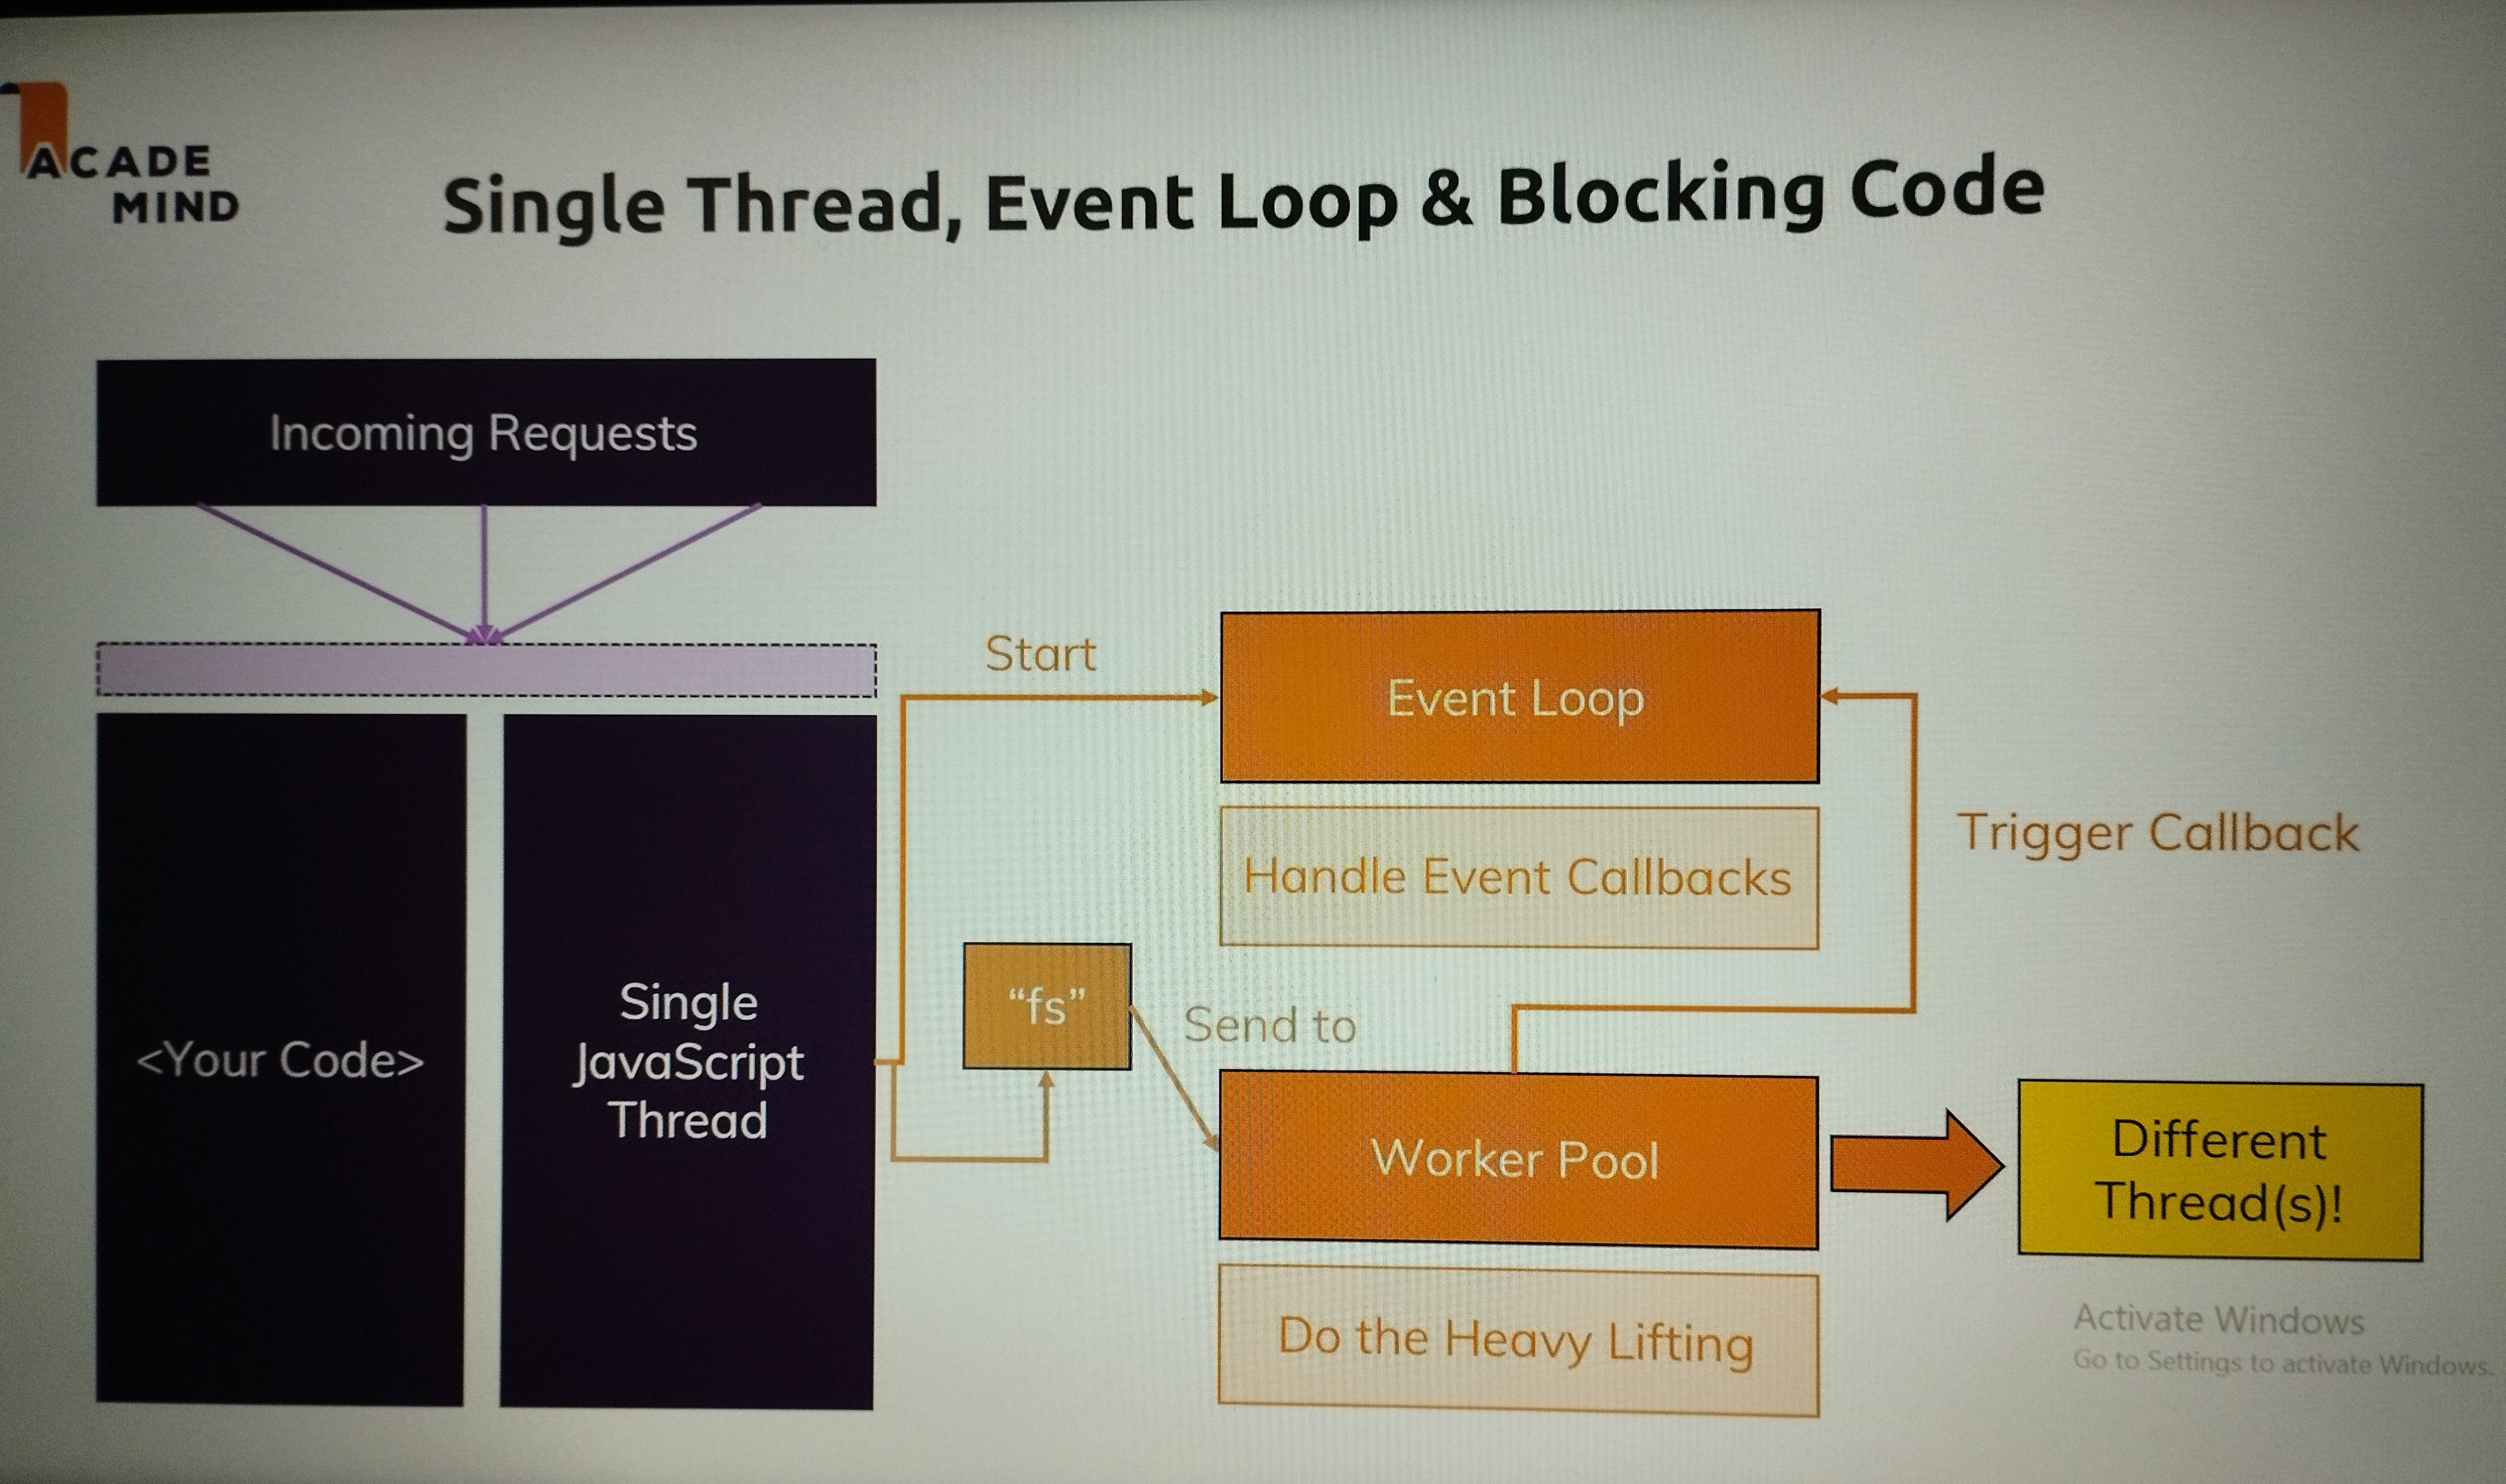 ACADE
MIND
Single Thread, Event Loop & Blocking Code
Incoming Requests
Start
Event Loop
Handle Event Callbacks
Trigger Callback
“fs”
Send to
<Your Code>
Single
JavaScript
Thread
Worker Pool
Different
Thread(s)!
Do the Heavy Lifting
Activate Windows
Go to Settings to activate Windows.